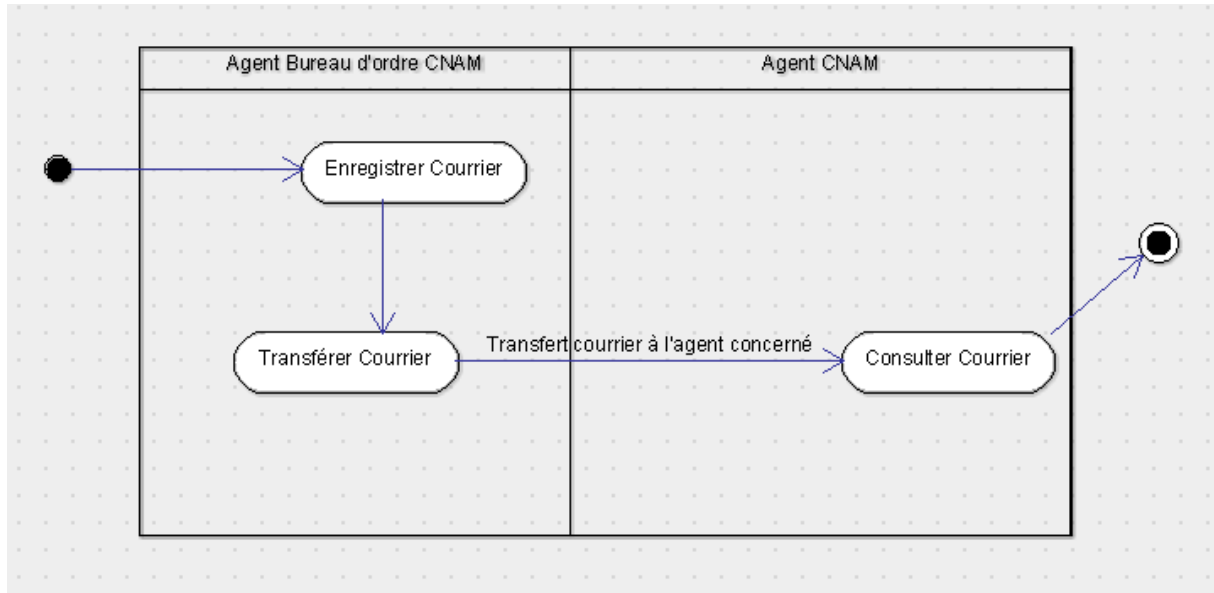 Agent Bureau d'ordre CNAM
Agent CNAM
Enregistrer Courrier
Transférer Courrier
Transfert courrier à l'agent concerné
Consulter Courrier